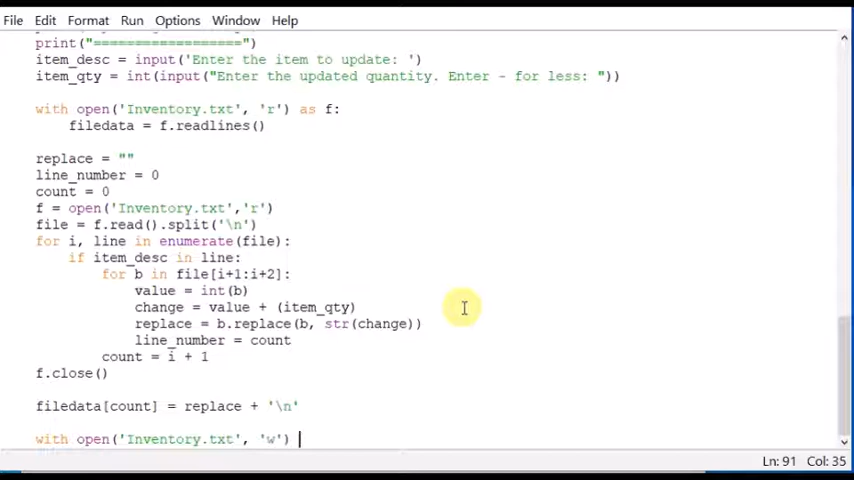 File Edit Format Run Options Window Help
print("==================")
item_desc = input('Enter the item to update: ')
item_qty = int(input("Enter the updated quantity. Enter - for less: "))
with open('Inventory.txt', 'r') as f:
filedata = f.readlines()
replace = ""
line_number = 0
count = 0
f = open('Inventory.txt','r')
file = f.read().split('\n')
for i, line in enumerate(file):
if item_desc in line:
for b in file[i+1:i+2]:
value = int(b)
change = value + (item_qty)
replace = b.replace(b, str(change))
line_number = count
count = i + 1
f.close()
filedata[count] = replace + '\n'
with open('Inventory.txt', 'w')
Ln: 91 Col: 35